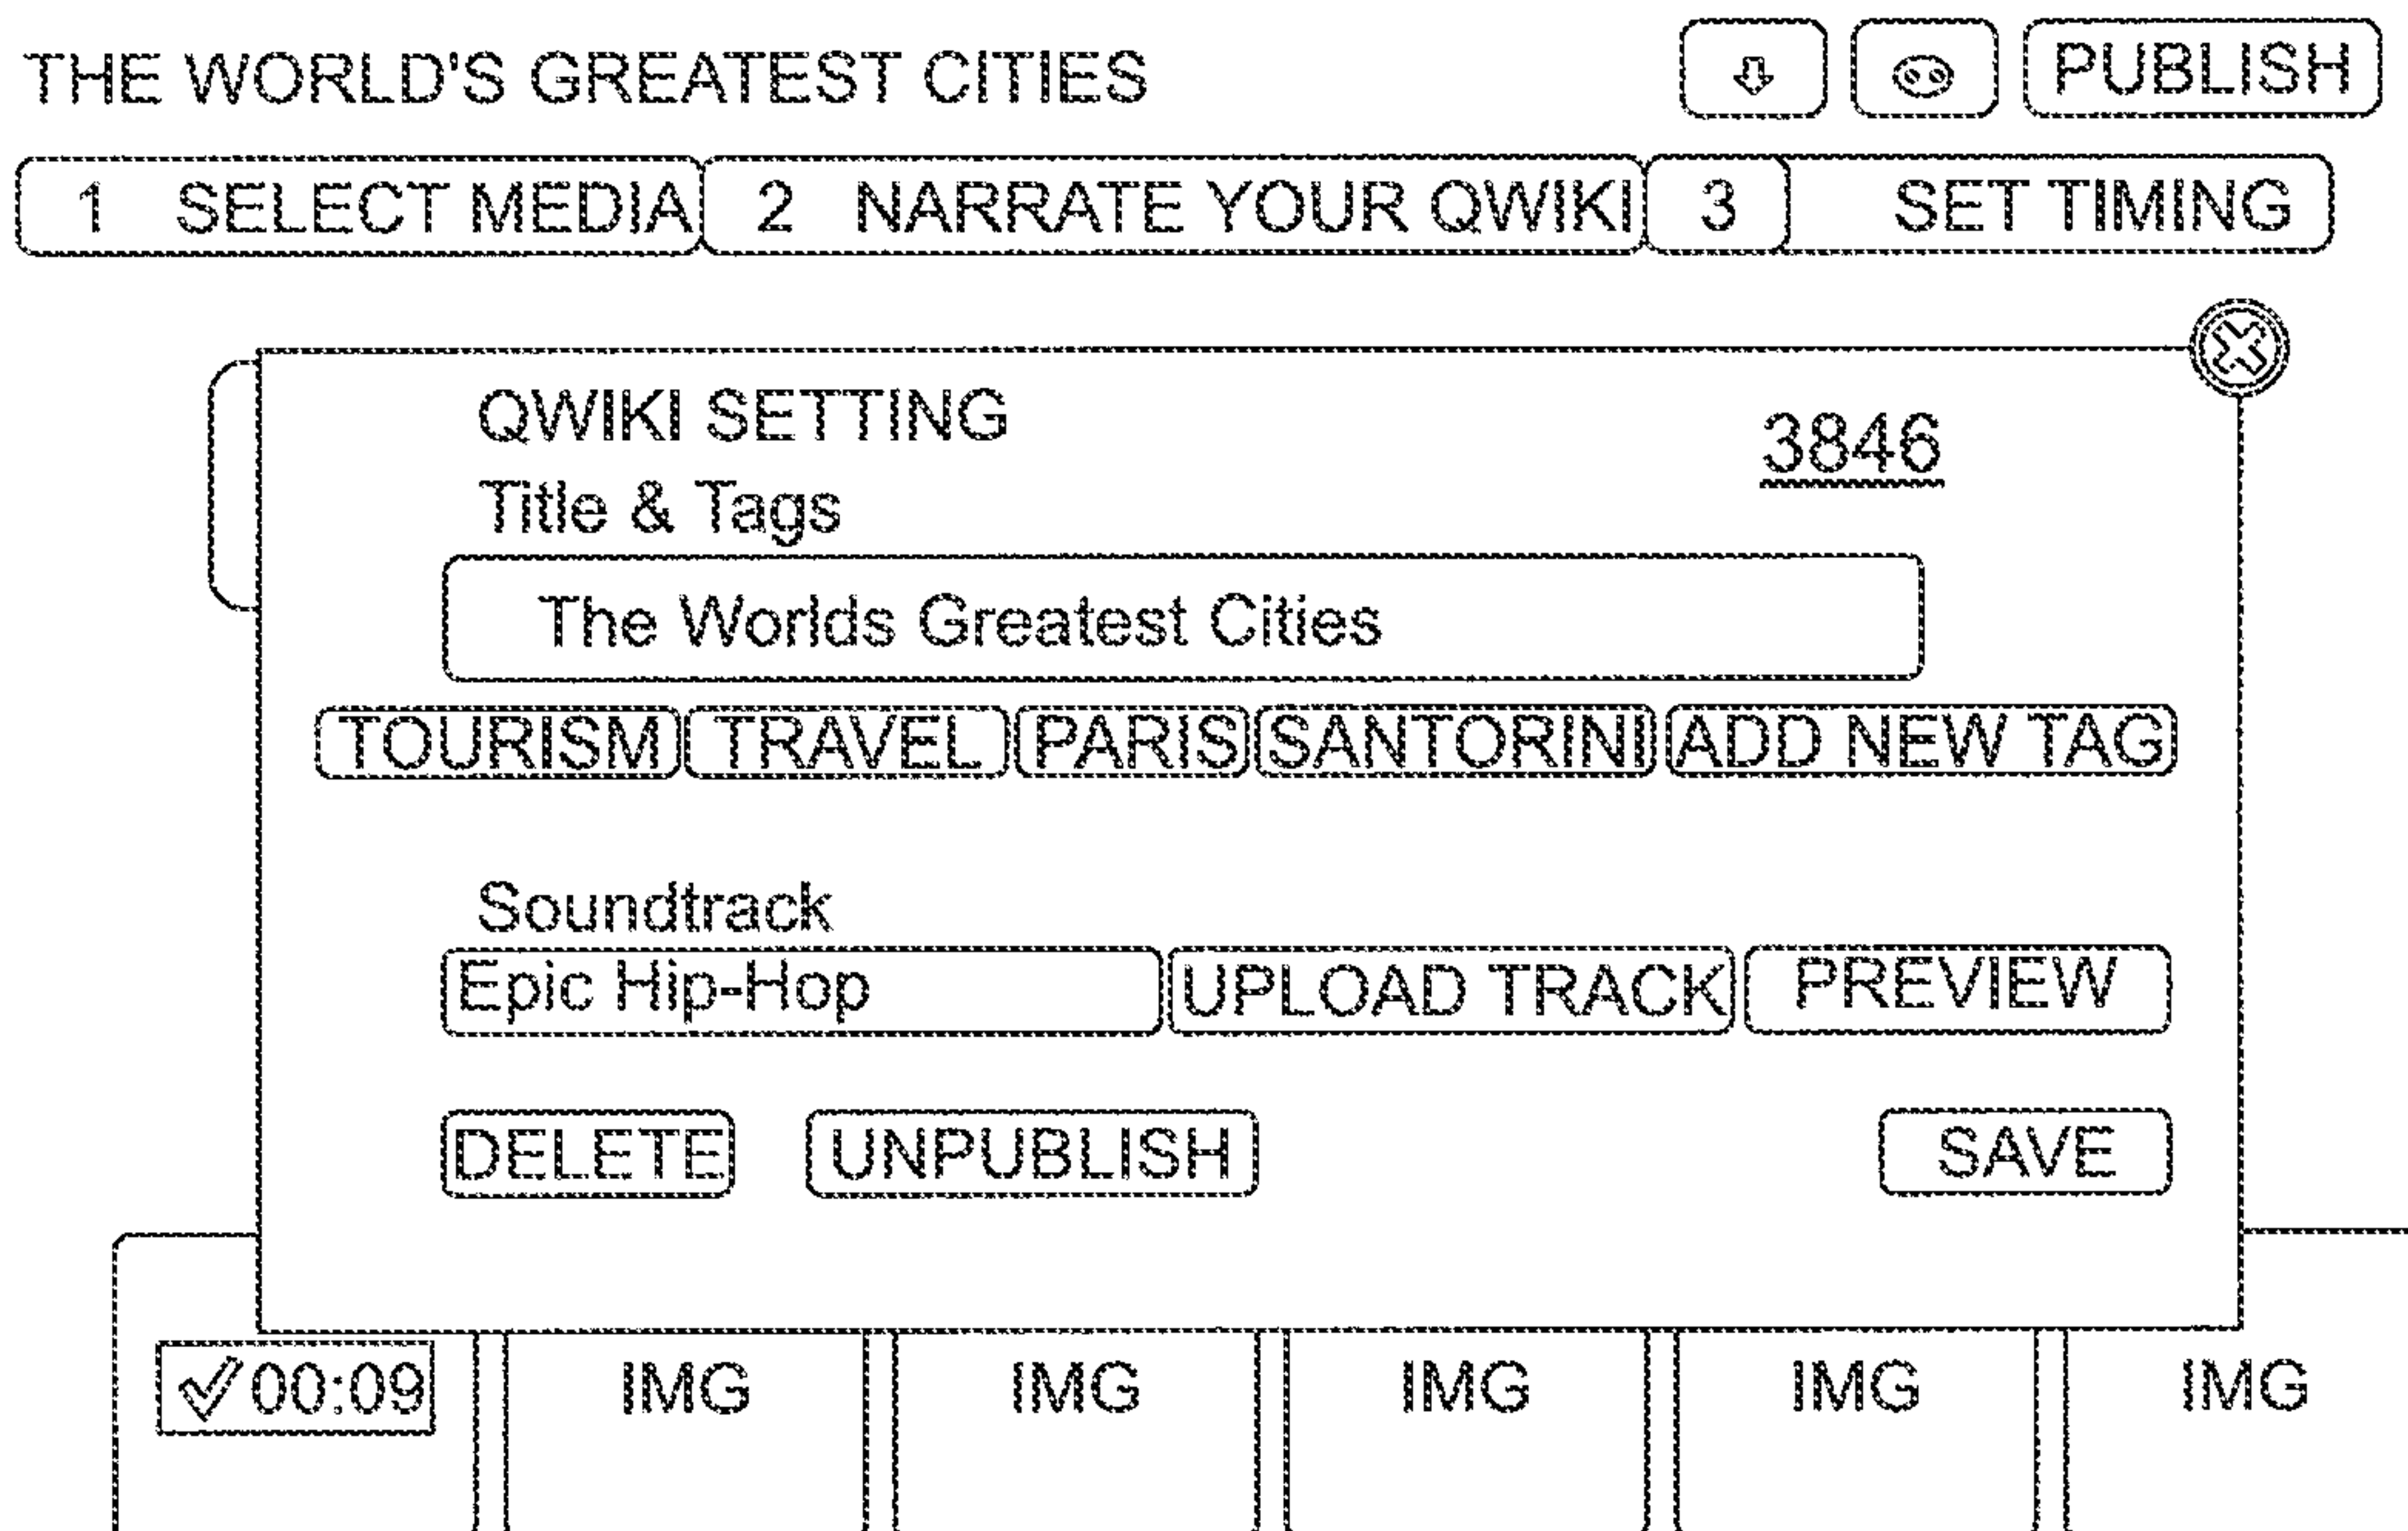 THE WORLD'S GREATEST CITIES PUBLISH
1 SELECT MEDIA 2 NARRATE YOUR QWIKI 3 SET TIMING
QWIKI SETTING
3846
Title & Tags
The Worlds Greatest Cities
TOURISM TRAVEL PARIS SANTORINI ADD NEW TAG
Soundtrack
Epic Hip-Hop UPLOAD TRACK PREVIEW
DELETE UNPUBLISH SAVE
00:09 IMG IMG IMG IMG IMG